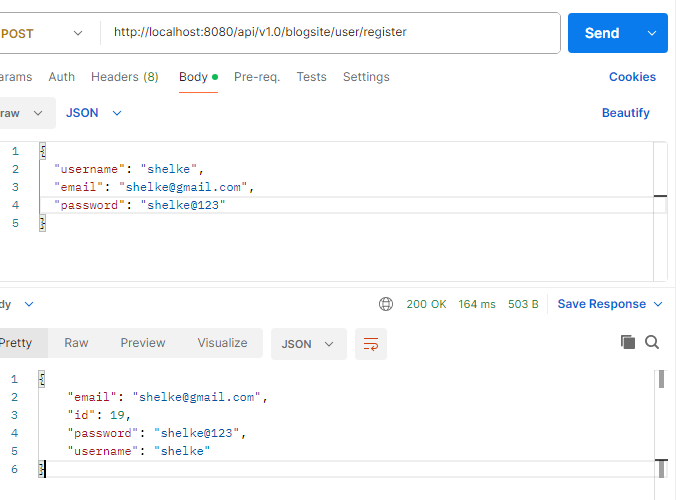 POST http://localhost:8080/api/v1.0/blogsite/user/register Send
arams Auth Headers (8) Body Pre-req. Tests Settings Cookies
raw JSON Beautify
1 {
2 "username": "shelke",
3 "email": "shelke@gmail.com",
4 "password": "shelke@123"
5 }
dy 200 OK 164 ms 503 B Save Response
Pretty Raw Preview Visualize JSON
1 {
2 "email": "shelke@gmail.com",
3 "id": 19,
4 "password": "shelke@123",
5 "username": "shelke"
6 }